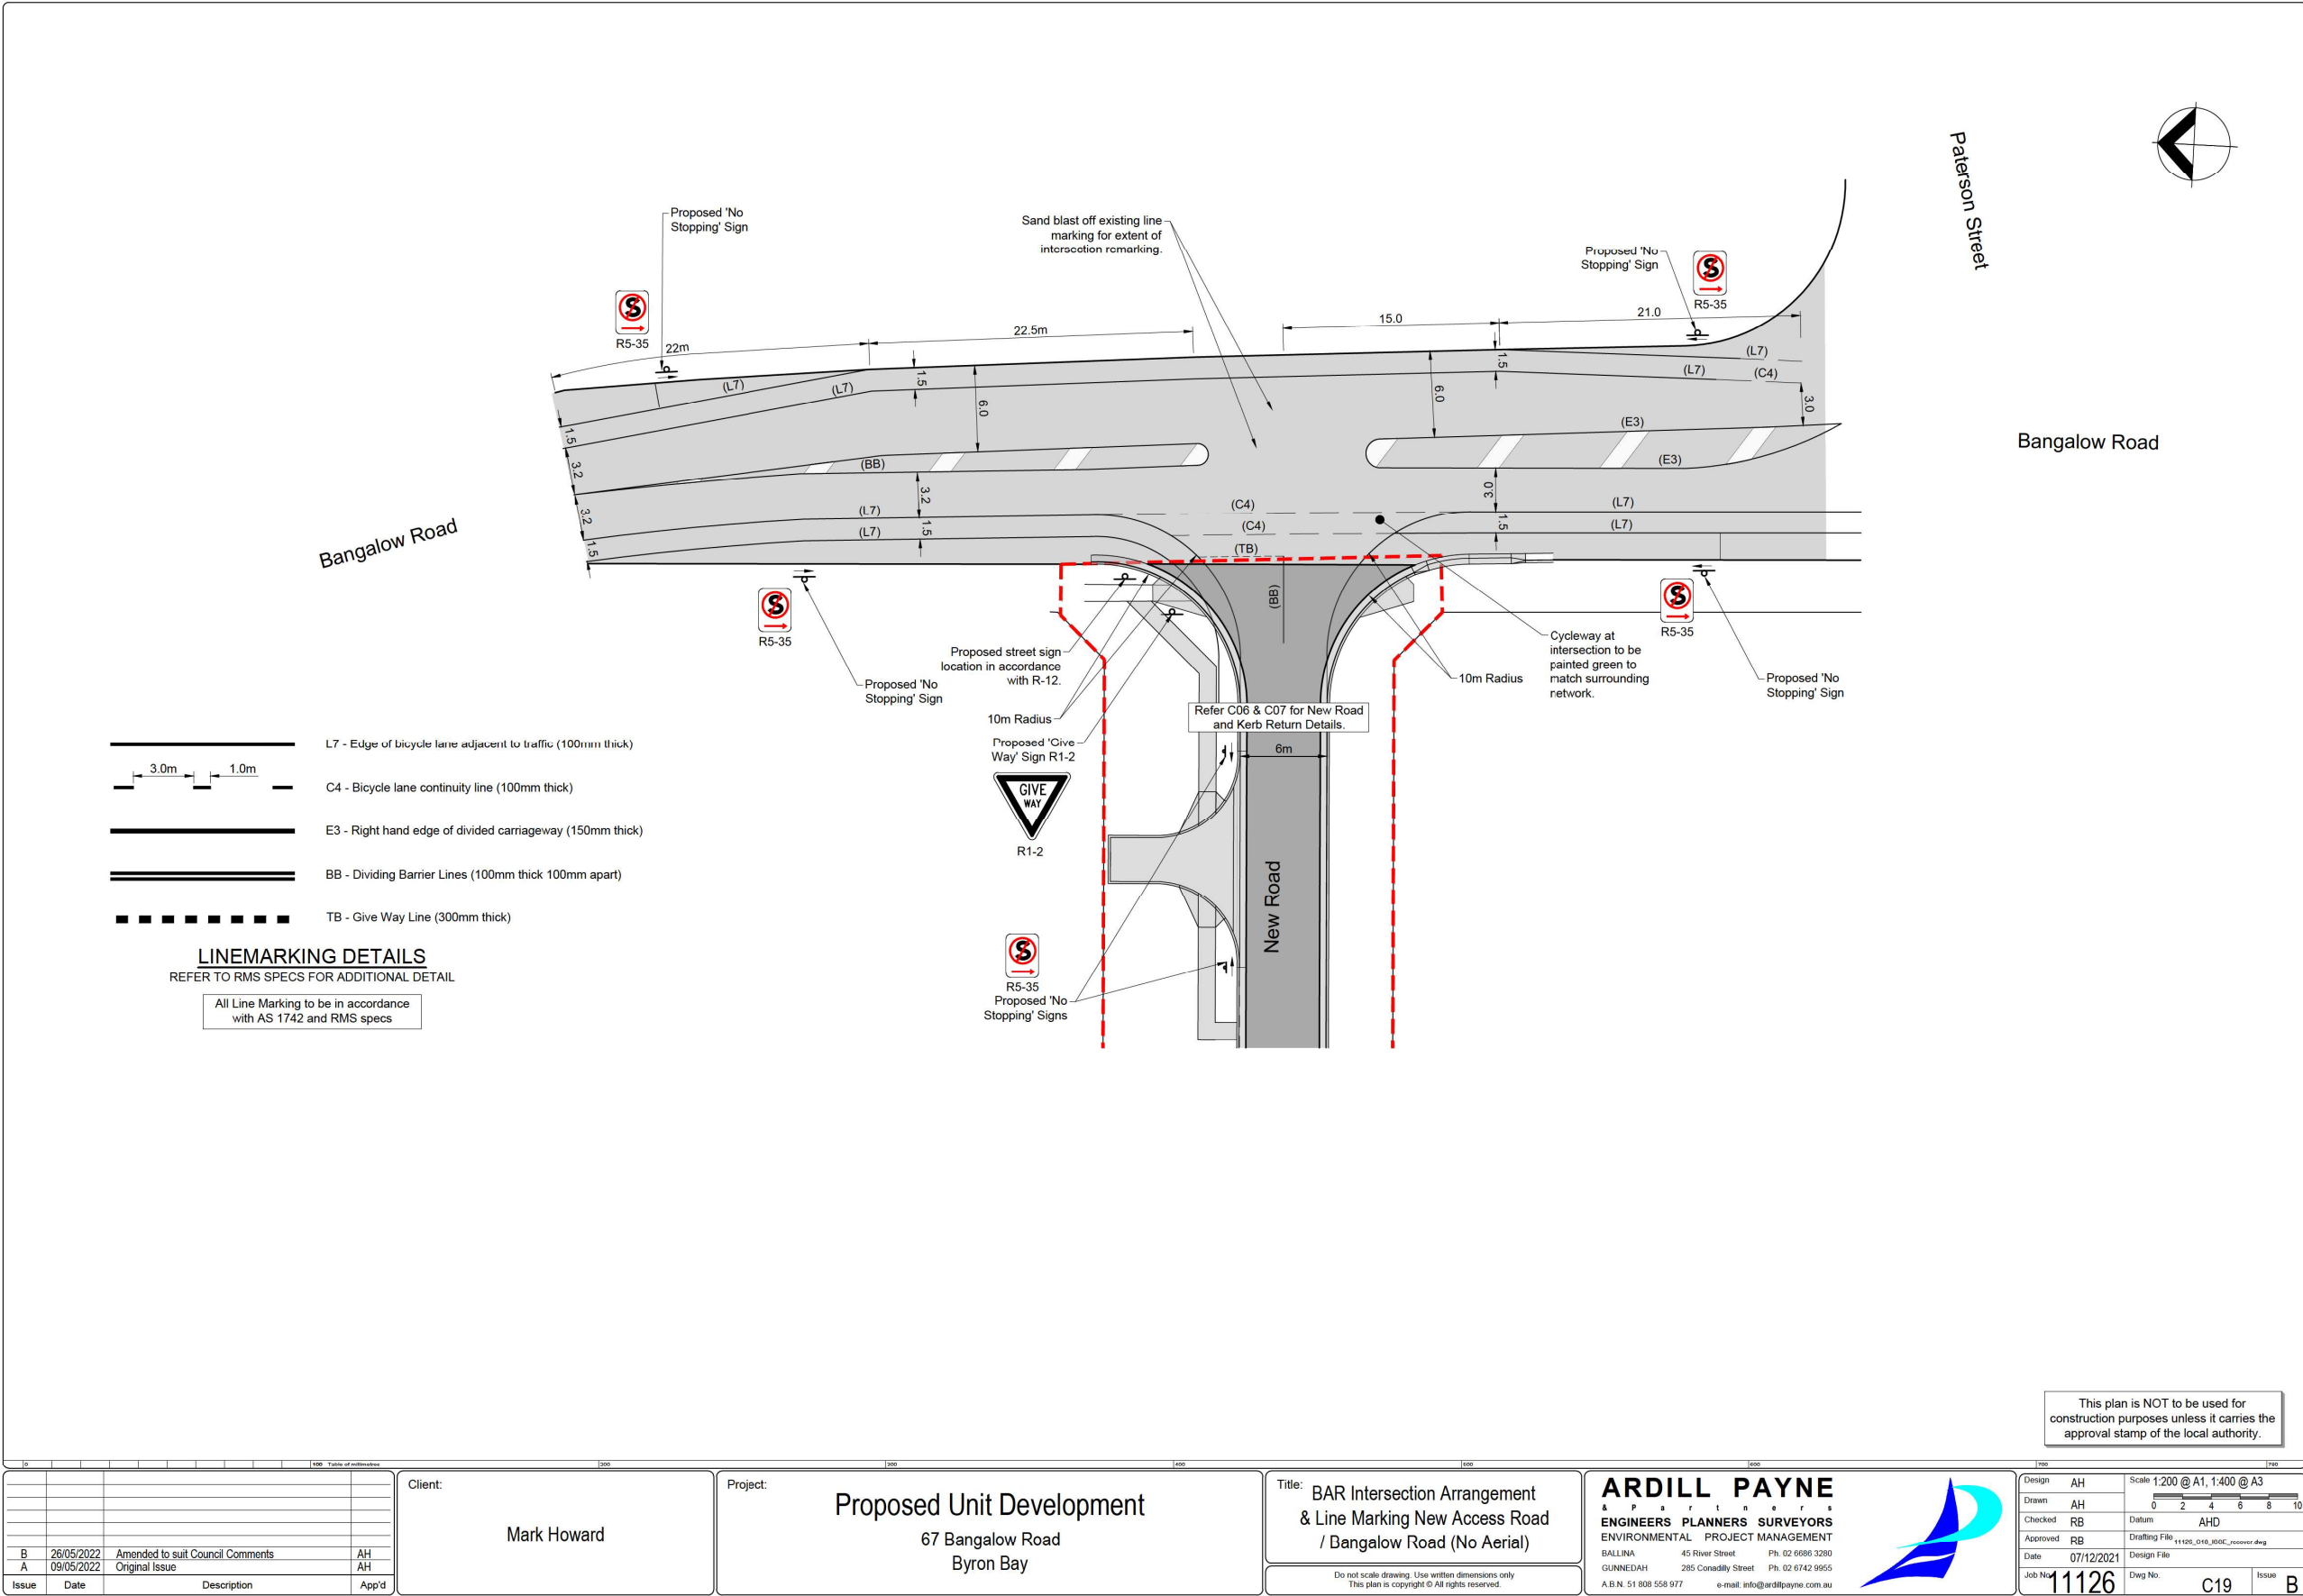 Paterson Street
Proposed 'No
Stopping' Sign
R5-35
Sand blast off existing line
marking for extent of
intersection remarking.
Proposed 'No
Stopping' Sign
R5-35
22m
22.5m
15.0
21.0
(L7)
(L7)
1.5
6.0
6.0
1.5
(L7)
(L7)
(C4)
3.0
Bangalow Road
1.5
3.2
3.2
1.5
(BB)
3.2
(L7)
(L7)
1.5
(E3)
(E3)
3.0
1.5
(L7)
(L7)
(C4)
(C4)
(TB)
(BB)
Bangalow Road
R5-35
Proposed 'No
Stopping' Sign
Proposed street sign
location in accordance
with R-12.
10m Radius
Proposed 'Give
Way' Sign R1-2
GIVE
WAY
R1-2
Refer C06 & C07 for New Road
and Kerb Return Details.
6m
New Road
10m Radius
Cycleway at
intersection to be
painted green to
match surrounding
network.
R5-35
Proposed 'No
Stopping' Sign
R5-35
Proposed 'No
Stopping' Signs
L7 - Edge of bicycle lane adjacent to traffic (100mm thick)
3.0m 1.0m
C4 - Bicycle lane continuity line (100mm thick)
E3 - Right hand edge of divided carriageway (150mm thick)
BB - Dividing Barrier Lines (100mm thick 100mm apart)
TB - Give Way Line (300mm thick)
LINEMARKING DETAILS
REFER TO RMS SPECS FOR ADDITIONAL DETAIL
All Line Marking to be in accordance
with AS 1742 and RMS specs
This plan is NOT to be used for
construction purposes unless it carries the
approval stamp of the local authority.
0 100 Table of millimetres 200 300 400 500 600 700 790
B 26/05/2022 Amended to suit Council Comments AH
A 09/05/2022 Original Issue AH
Issue Date Description App'd
Client:
Mark Howard
Project:
Proposed Unit Development
67 Bangalow Road
Byron Bay
Title:
BAR Intersection Arrangement
& Line Marking New Access Road
/ Bangalow Road (No Aerial)
Do not scale drawing. Use written dimensions only
This plan is copyright © All rights reserved.
ARDILL PAYNE
& Partners
ENGINEERS PLANNERS SURVEYORS
ENVIRONMENTAL PROJECT MANAGEMENT
BALLINA 45 River Street Ph. 02 6686 3280
GUNNEDAH 285 Conadilly Street Ph. 02 6742 9955
A.B.N. 51 808 558 977 e-mail: info@ardillpayne.com.au
Design AH
Drawn AH
Checked RB
Approved RB
Date 07/12/2021
Job No. 11126
Scale 1:200 @ A1, 1:400 @ A3
0 2 4 6 8 10
Datum AHD
Drafting File
Design File
Dwg No. C19
Issue B